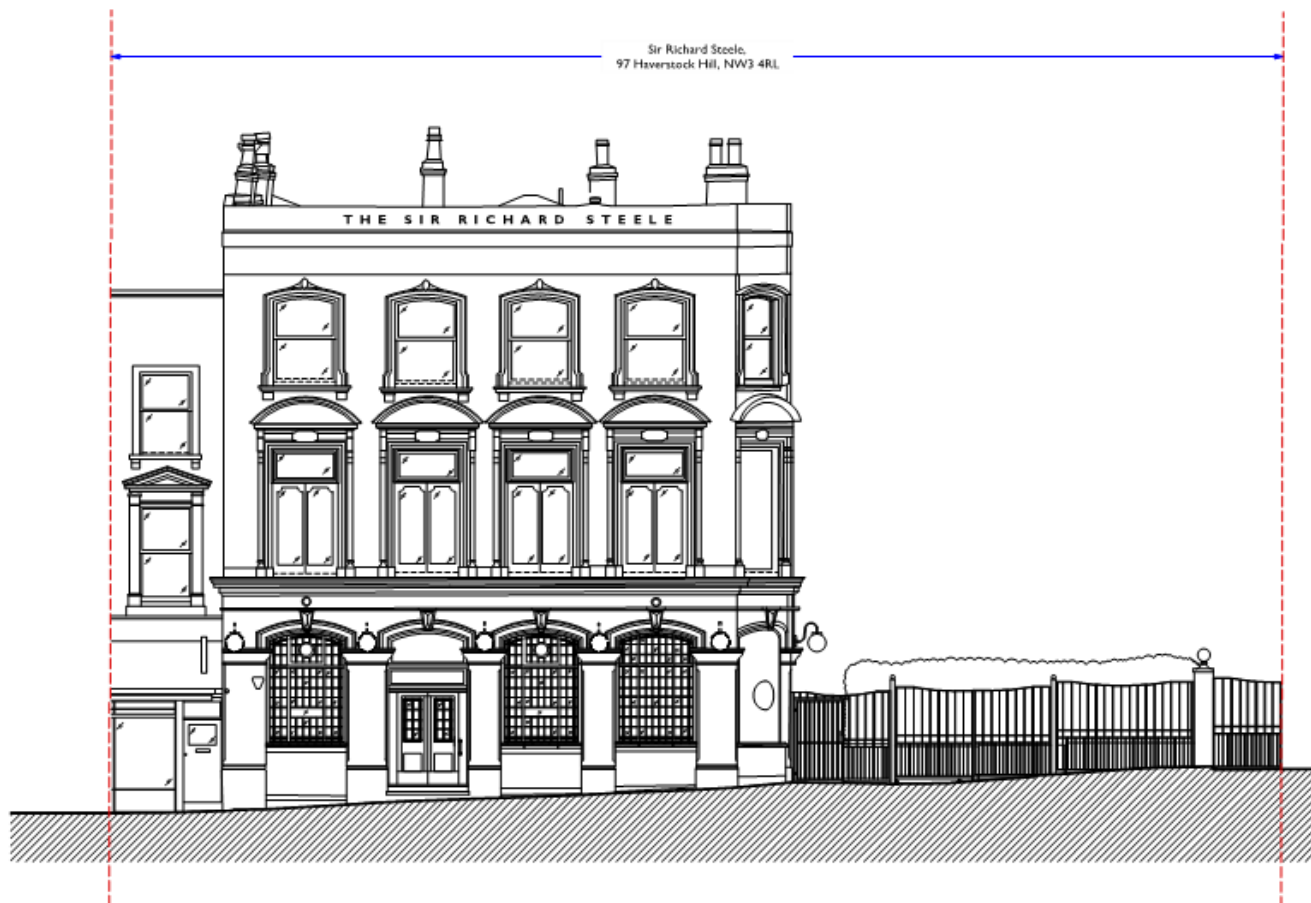 Sir Richard Steele,
97 Haverstock Hill, NW3 4RL
THE SIR RICHARD STEELE